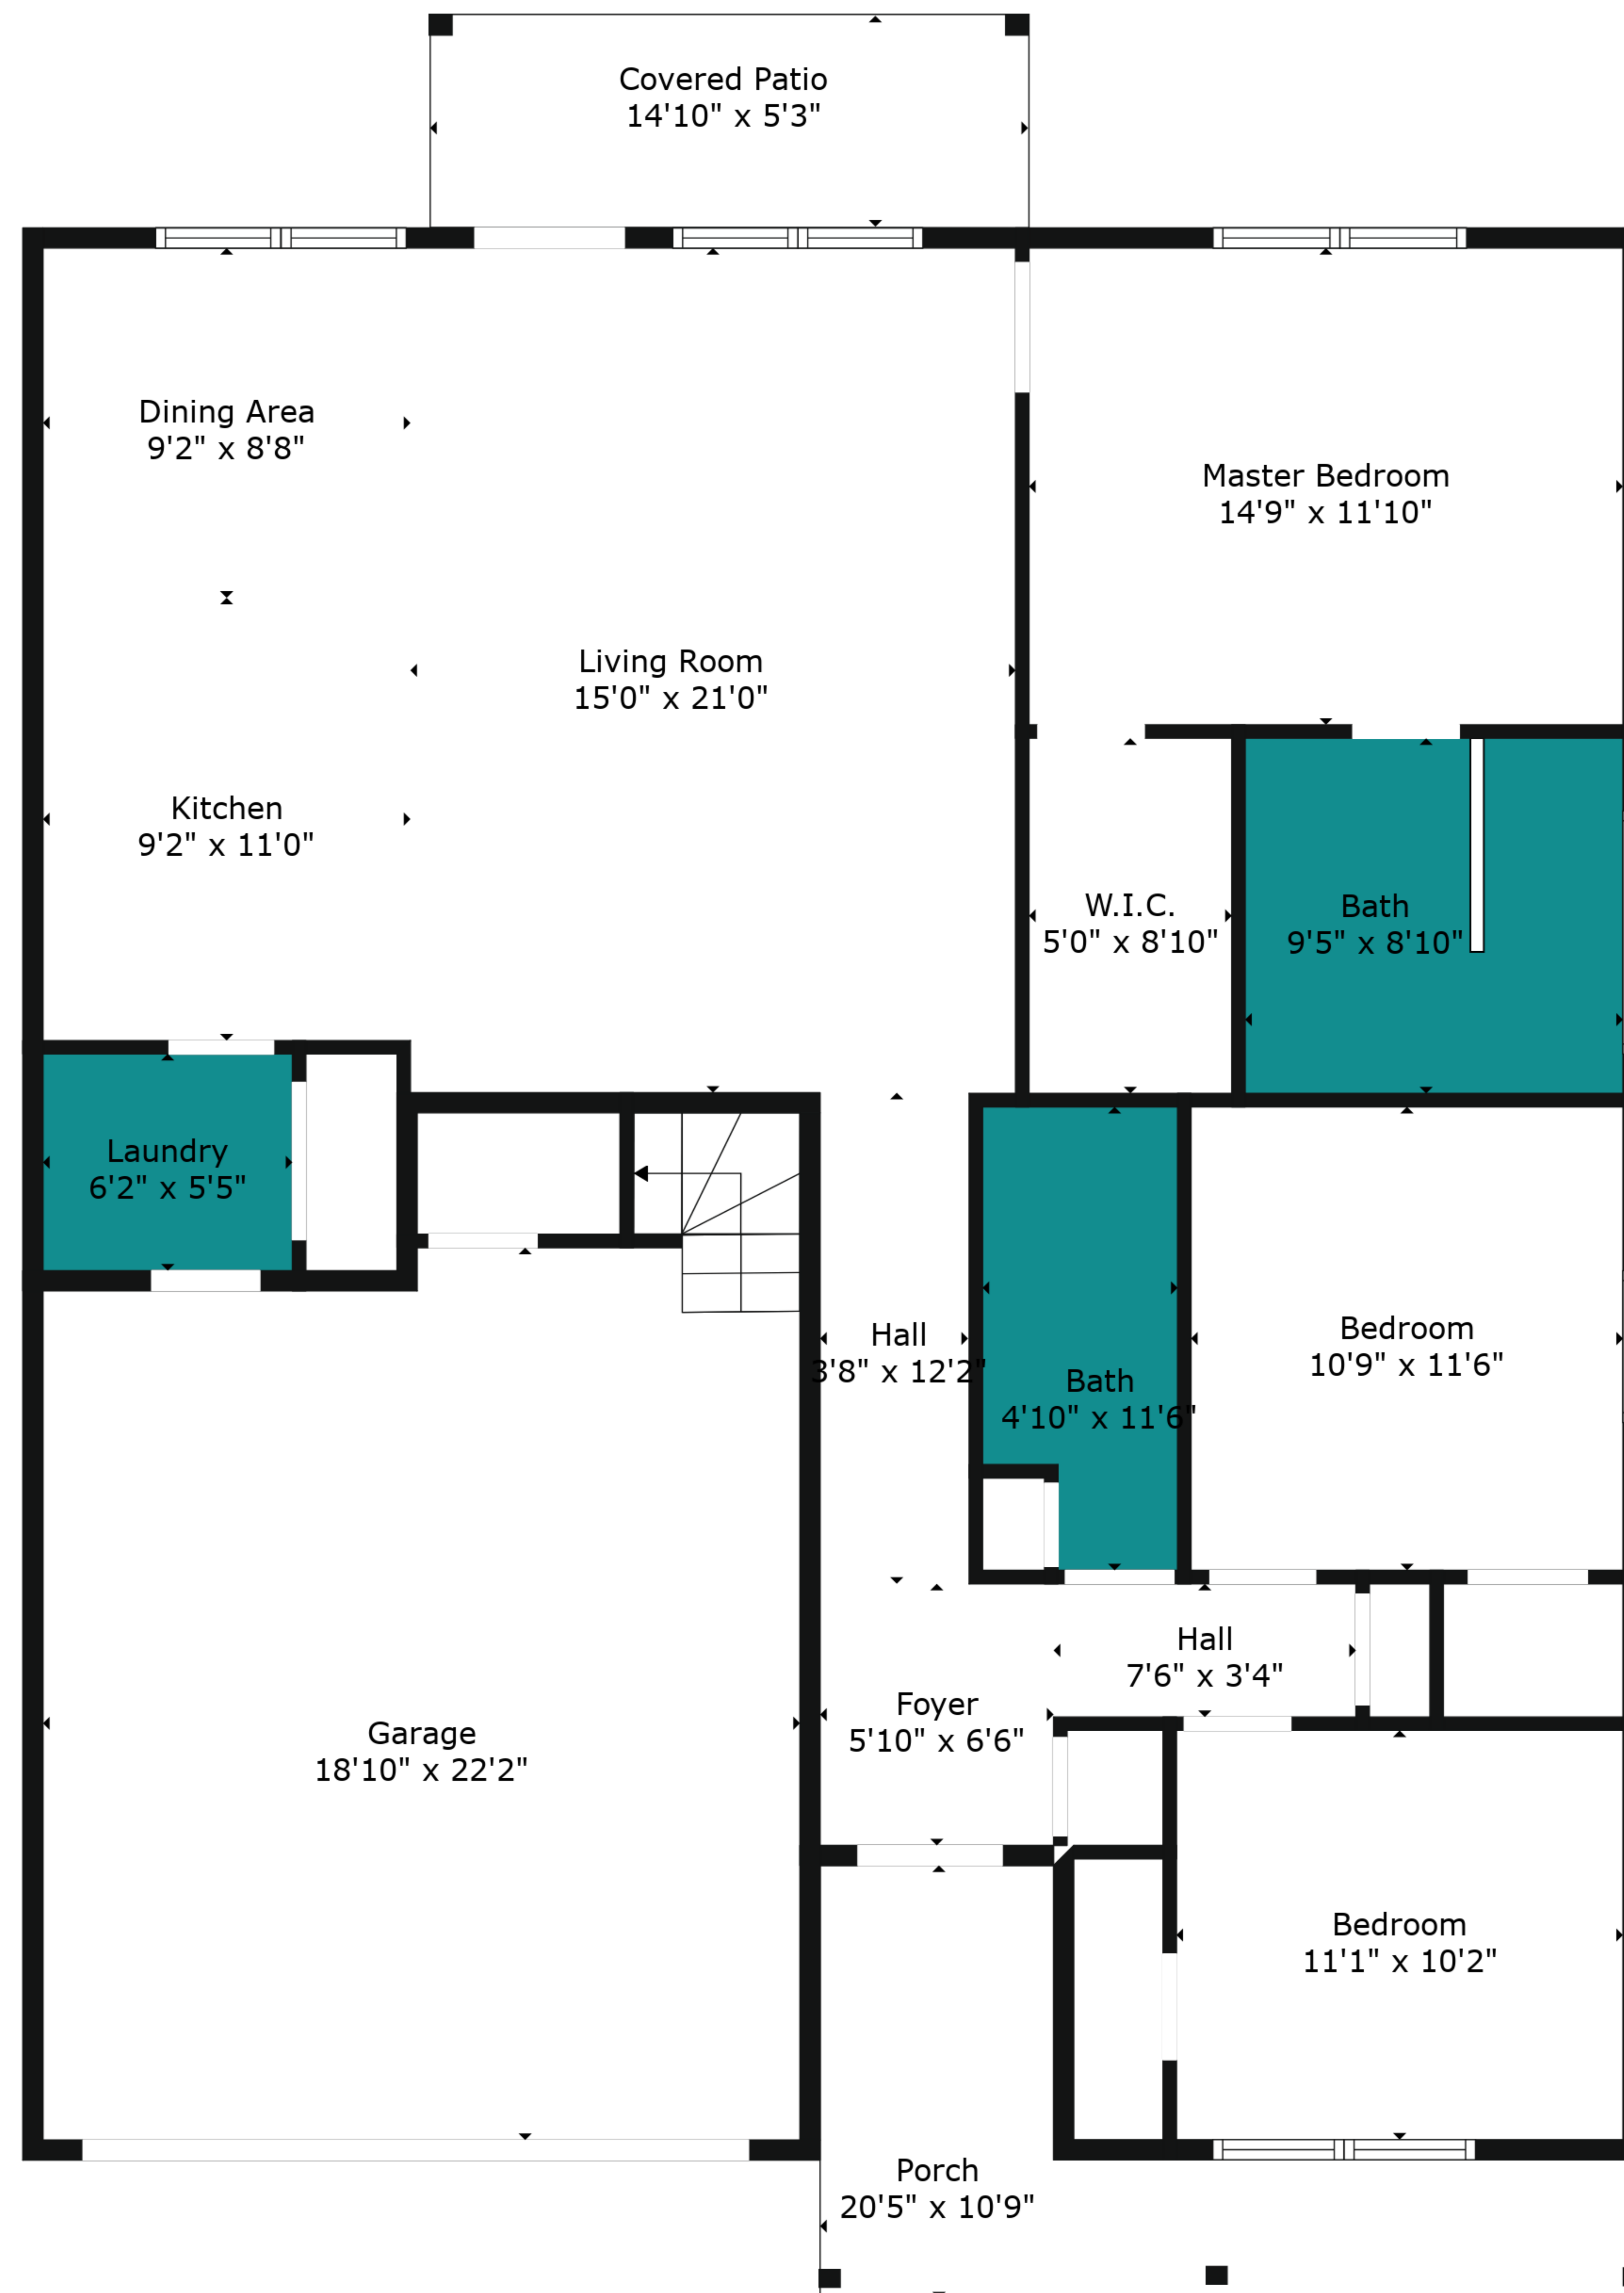 Covered Patio
14'10" x 5'3"
Dining Area
9'2" x 8'8"
Master Bedroom
14'9" x 11'10"
Living Room
15'0" x 21'0"
Kitchen
9'2" x 11'0"
W.I.C.
5'0" x 8'10"
Bath
9'5" x 8'10"
Laundry
6'2" x 5'5"
Hall
3'8" x 12'2"
Bath
4'10" x 11'6"
Bedroom
10'9" x 11'6"
Hall
7'6" x 3'4"
Foyer
5'10" x 6'6"
Garage
18'10" x 22'2"
Bedroom
11'1" x 10'2"
Porch
20'5" x 10'9"